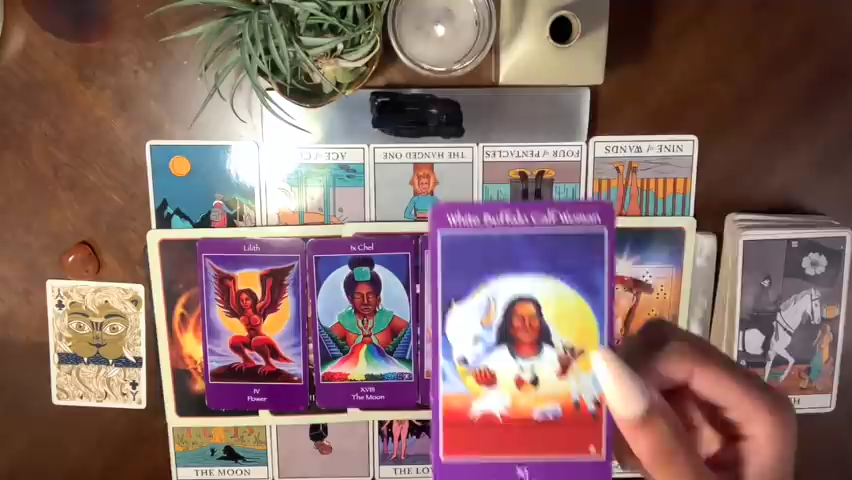 ACE of C
THE HANGED ONE
FOUR of PENTACLES
NINE of WANDS
White Buffalo Calf Woman
Lilith
Ix Chel
IV
Power
XVIII
The Moon
A
A
THE MOON
THE LO